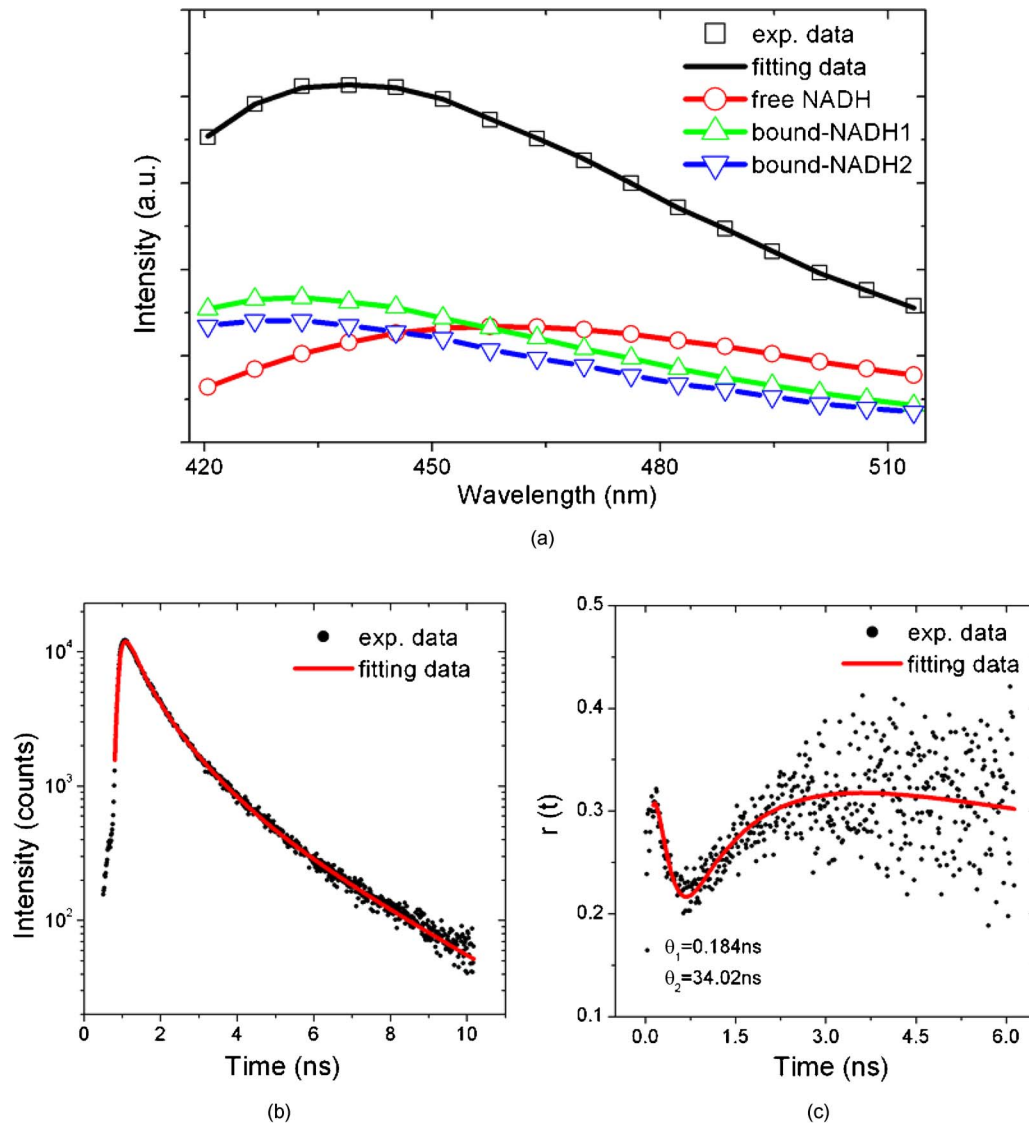 exp. data
fitting data
free NADH
bound-NADH1
bound-NADH2
Intensity (a.u.)
420
450
480
510
Wavelength (nm)
(a)
exp. data
fitting data
10⁴
10³
10²
Intensity (counts)
0
2
4
6
8
10
Time (ns)
(b)
exp. data
fitting data
0.5
0.4
0.3
0.2
0.1
r (t)
θ₁=0.184ns
θ₂=34.02ns
0.0
1.5
3.0
4.5
6.0
Time (ns)
(c)